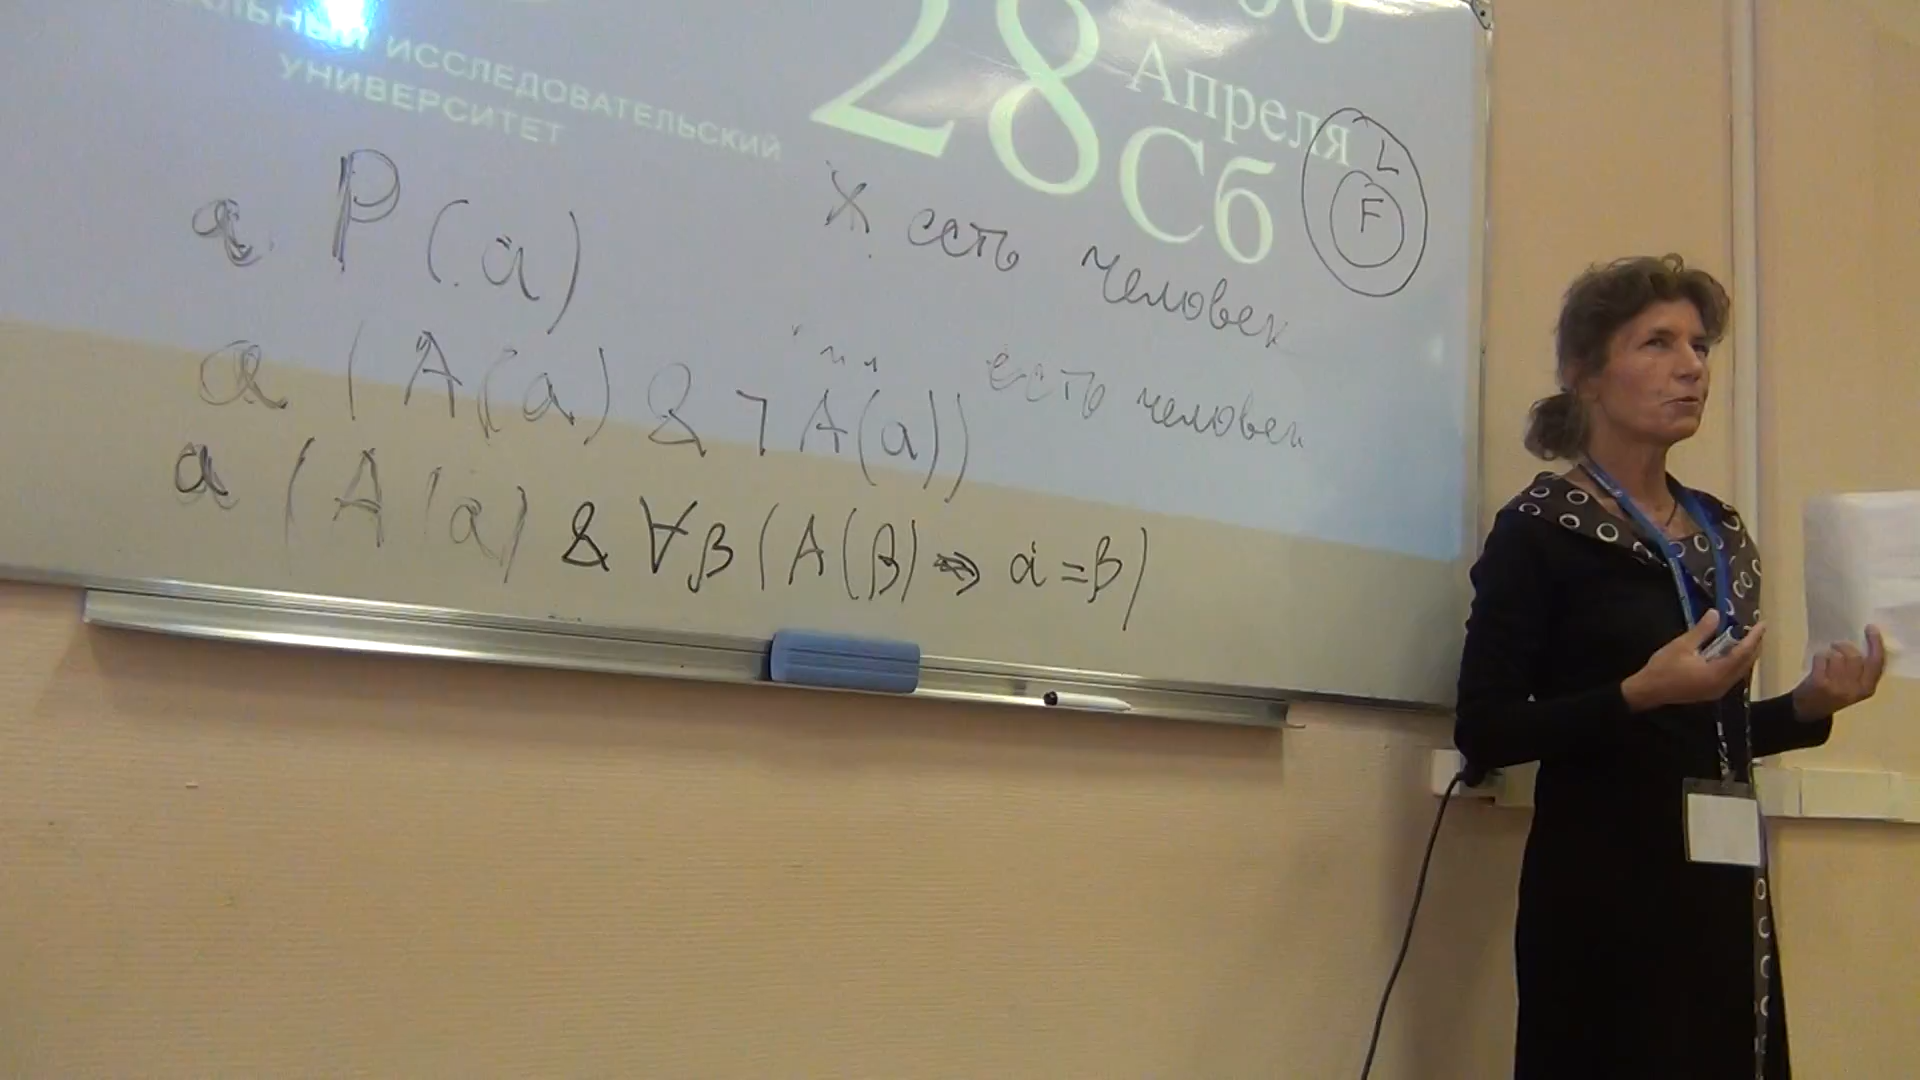 ИССЛЕДОВАТЕЛЬСКИЙ
УНИВЕРСИТЕТ
28
Апреля
Сб
L
F
a P(a)
X есть человек
a (A(a) & ¬A(a))
есть человек
a (A(a) & ∀β (A(β) ⇒ a = β)